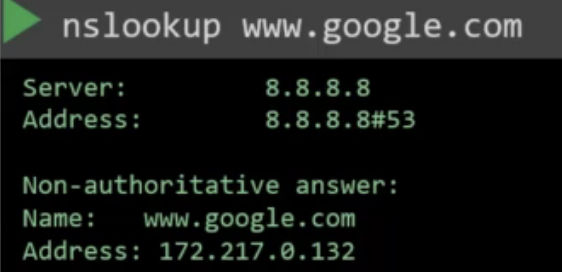 nslookup www.google.com
Server: 8.8.8.8
Address: 8.8.8.8#53
Non-authoritative answer:
Name: www.google.com
Address: 172.217.0.132